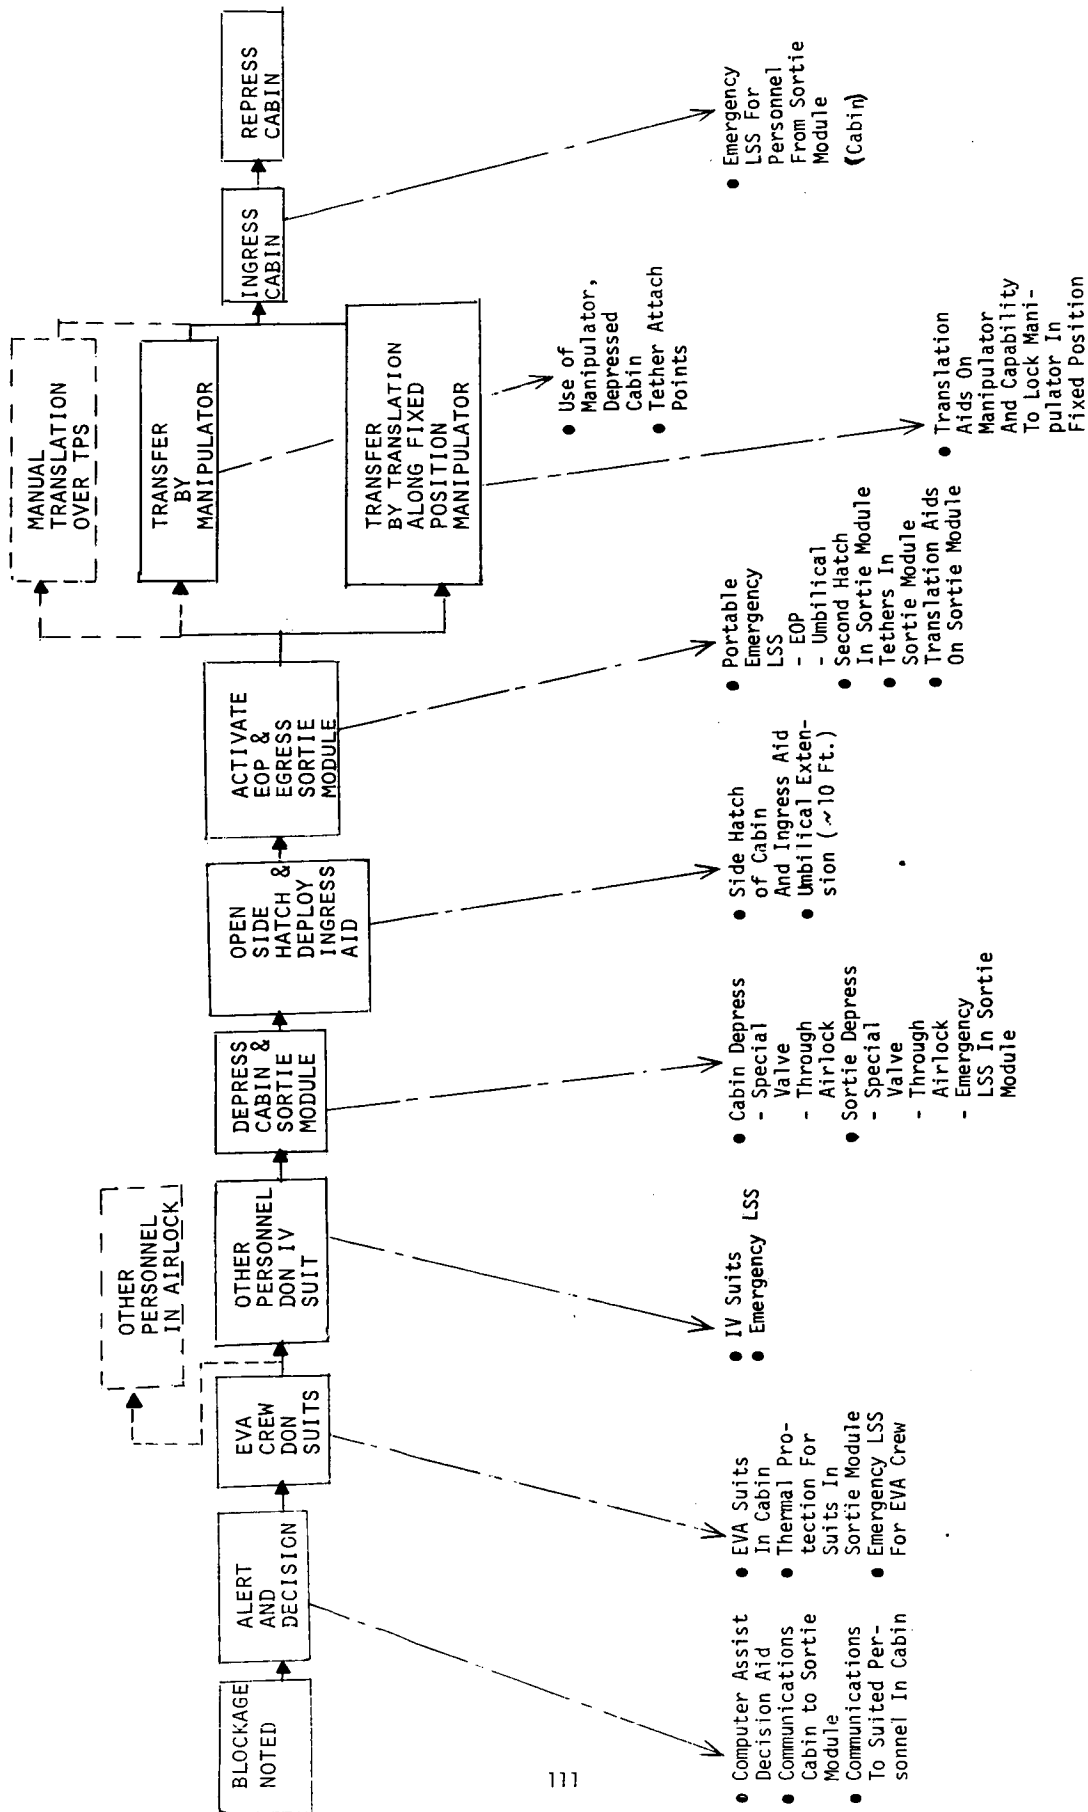 BLOCKAGE
NOTED
ALERT
AND
DECISION
EVA
CREW
DON
SUITS
OTHER
PERSONNEL
IN AIRLOCK
OTHER
PERSONNEL
DON IV
SUIT
DEPRESS
CABIN &
SORTIE
MODULE
OPEN
SIDE
HATCH &
DEPLOY
INGRESS
AID
ACTIVATE
EOP &
EGRESS
SORTIE
MODULE
MANUAL
TRANSLATION
OVER TPS
TRANSFER
BY
MANIPULATOR
TRANSFER
BY TRANSLATION
ALONG FIXED
POSITION
MANIPULATOR
INGRESS
CABIN
REPRESS
CABIN
● Computer Assist
Decision Aid
● Communications
Cabin to Sortie
Module
● Communications
To Suited Per-
sonnel In Cabin
● EVA Suits
In Cabin
● Thermal Pro-
tection For
Suits In
Sortie Module
● Emergency LSS
For EVA Crew
● IV Suits
● Emergency LSS
● Cabin Depress
- Special
Valve
- Through
Airlock
● Sortie Depress
- Special
Valve
- Through
Airlock
- Emergency
LSS In Sortie
Module
● Side Hatch
of Cabin
And Ingress Aid
● Umbilical Exten-
sion (~10 Ft.)
● Portable
Emergency
LSS
- EOP
- Umbilical
● Second Hatch
In Sortie Module
● Tethers In
Sortie Module
● Translation Aids
On Sortie Module
● Use of
Manipulator,
Depressed
Cabin
● Tether Attach
Points
● Translation
Aids On
Manipulator
And Capability
To Lock Mani-
pulator In
Fixed Position
● Emergency
LSS For
Personnel
From Sortie
Module
(Cabin)
111